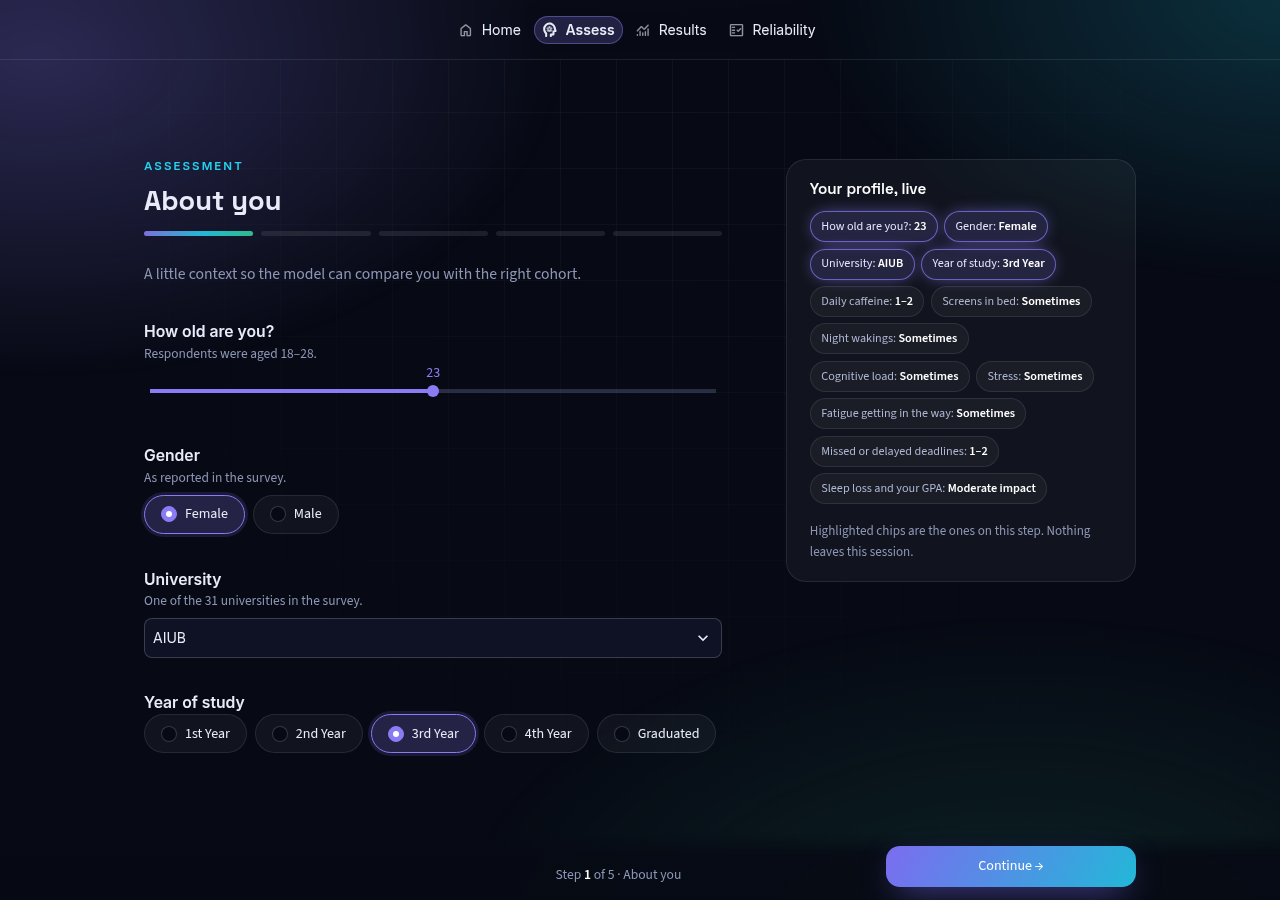 Home Assess Results Reliability
ASSESSMENT
About you
A little context so the model can compare you with the right cohort.
How old are you?
Respondents were aged 18–28.
23
Gender
As reported in the survey.
Female Male
University
One of the 31 universities in the survey.
AIUB
Year of study
1st Year 2nd Year 3rd Year 4th Year Graduated
Your profile, live
How old are you?: 23 Gender: Female
University: AIUB Year of study: 3rd Year
Daily caffeine: 1–2 Screens in bed: Sometimes
Night wakings: Sometimes
Cognitive load: Sometimes Stress: Sometimes
Fatigue getting in the way: Sometimes
Missed or delayed deadlines: 1–2
Sleep loss and your GPA: Moderate impact
Highlighted chips are the ones on this step. Nothing
leaves this session.
Step 1 of 5 · About you
Continue →